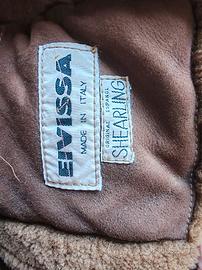 EIVISSA
MADE IN ITALY
ORIGINAL ESPAÑOL
SHEARLING